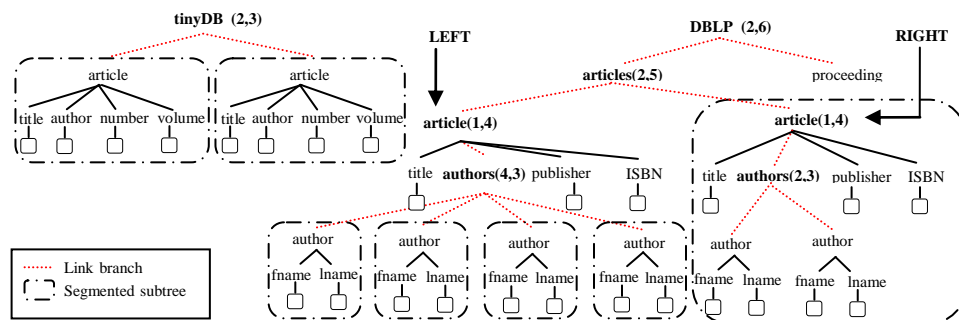 tinyDB (2,3)
DBLP (2,6)
LEFT
RIGHT
article article
articles(2,5) proceeding
title author number volume title author number volume
article(1,4) article(1,4)
title authors(4,3) publisher ISBN
title authors(2,3) publisher ISBN
author author author author
author author
fname lname fname lname fname lname fname lname
fname lname fname lname
Link branch
Segmented subtree